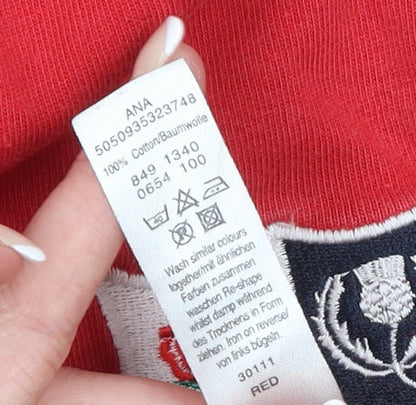 ANA
5050935323748
100% Cotton/Baumwolle
849 1340
0654 100
40
Wash similar colours
together/mit ähnlichen
Farben zusammen
waschen Re-shape
whilst damp während
des Trocknens in Form
ziehen. Iron on reverse/
von links bügeln.
30111
RED